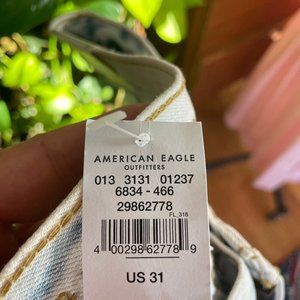 AMERICAN EAGLE
OUTFITTERS
013 3131 01237
6834 - 466
29862778
FL_318
4 00298 62778 9
US 31